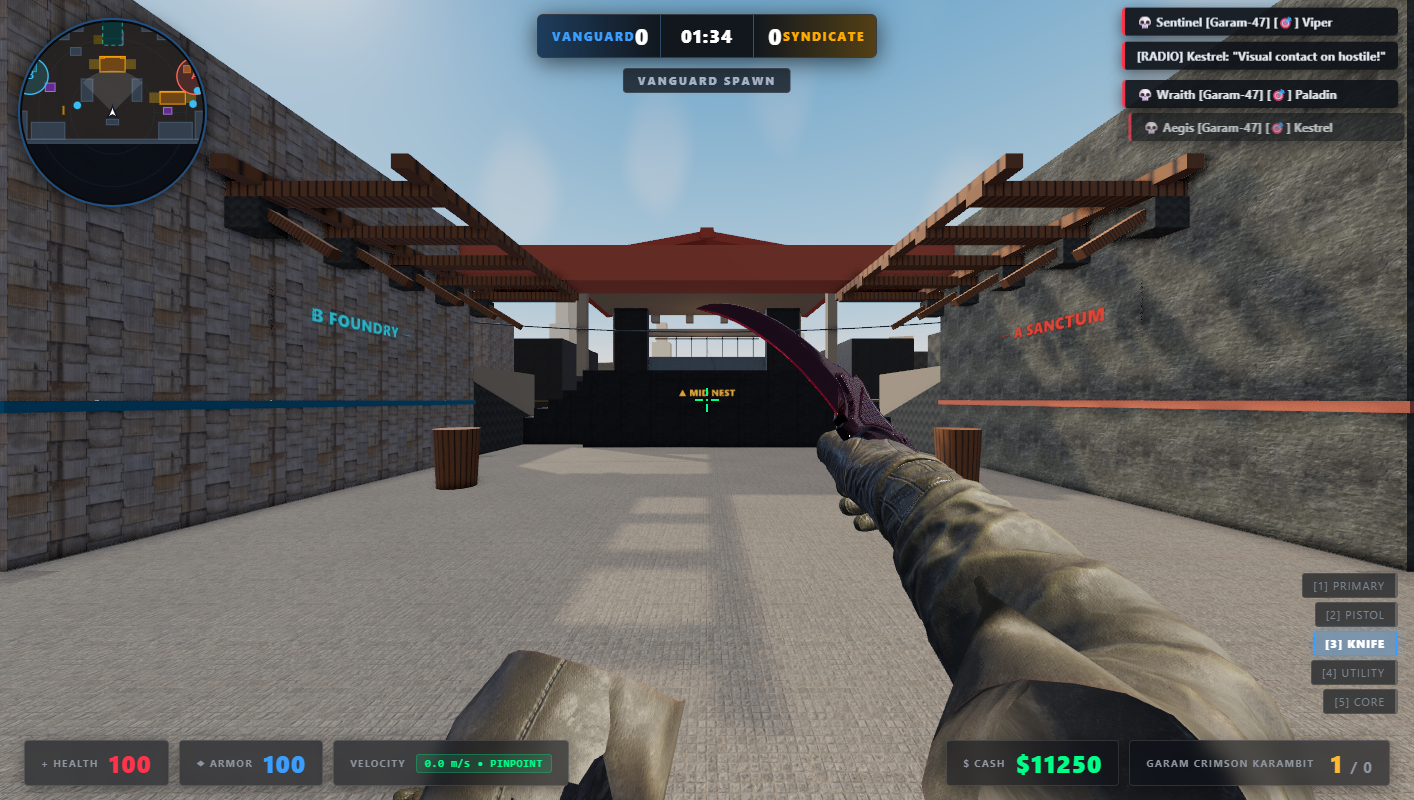 VANGUARD 0 01:34 0 SYNDICATE
VANGUARD SPAWN
Sentinel [Garam-47] [🎯] Viper
[RADIO] Kestrel: "Visual contact on hostile!"
Wraith [Garam-47] [🎯] Paladin
Aegis [Garam-47] [🎯] Kestrel
B
A
B FOUNDRY
A SANCTUM
▲ MID NEST
[1] PRIMARY
[2] PISTOL
[3] KNIFE
[4] UTILITY
[5] CORE
+ HEALTH 100
◆ ARMOR 100
VELOCITY 0.0 m/s • PINPOINT
$ CASH $11250
GARAM CRIMSON KARAMBIT 1 / 0